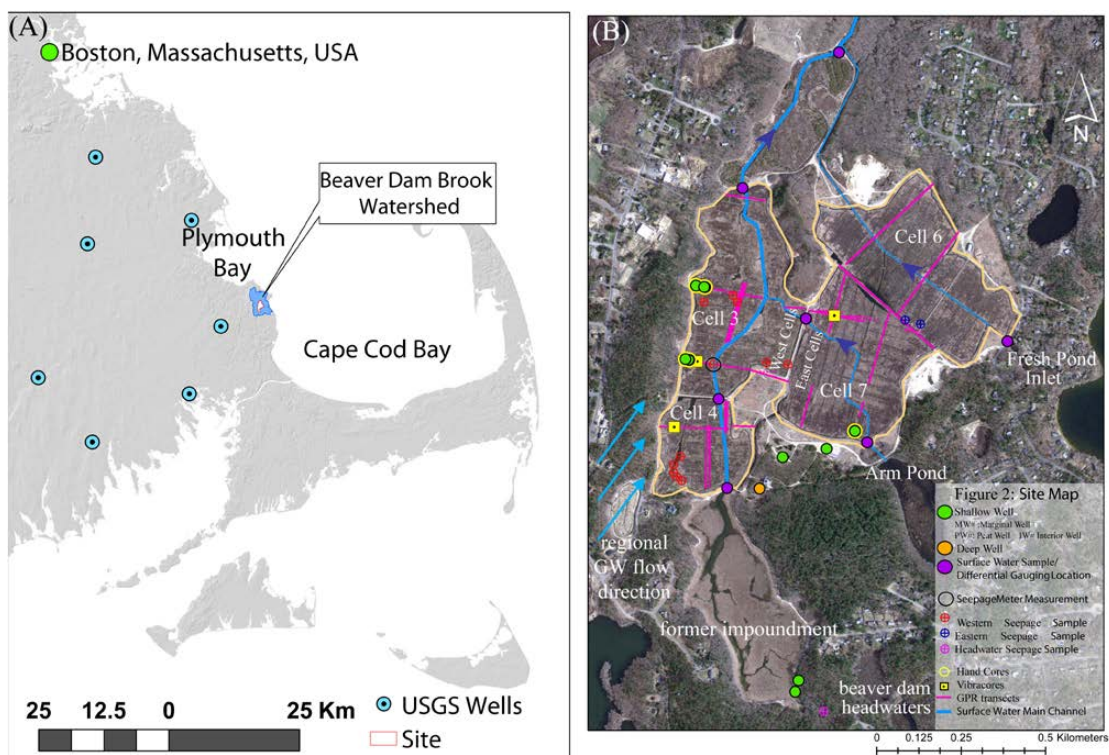 (A)
Boston, Massachusetts, USA
Beaver Dam Brook
Watershed
Plymouth
Bay
Cape Cod Bay
25 12.5 0 25 Km
USGS Wells
Site
(B)
N
Cell 6
Cell 3
West Cells
East Cells
Fresh Pond
Inlet
Cell 7
Cell 4
Arm Pond
regional
GW flow
direction
former impoundment
beaver dam
headwaters
Figure 2: Site Map
Shallow Well
MW# :Marginal Well
PW#: Peat Well IW# Interior Well
Deep Well
Surface Water Sample/
Differential Gauging Location
Seepage Meter Measurement
Western Seepage Sample
Eastern Seepage Sample
Headwater Seepage Sample
Hand Cores
Vibracores
GPR transects
Surface Water Main Channel
0 0.125 0.25 0.5 Kilometers